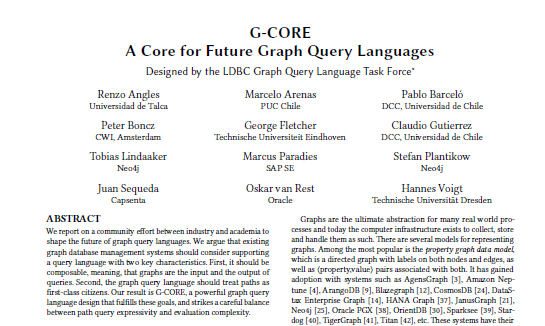 G-CORE
A Core for Future Graph Query Languages
Designed by the LDBC Graph Query Language Task Force*
Renzo Angles
Universidad de Talca
Marcelo Arenas
PUC Chile
Pablo Barceló
DCC, Universidad de Chile
Peter Boncz
CWI, Amsterdam
George Fletcher
Technische Universiteit Eindhoven
Claudio Gutierrez
DCC, Universidad de Chile
Tobias Lindaaker
Neo4j
Marcus Paradies
SAP SE
Stefan Plantikow
Neo4j
Juan Sequeda
Capsenta
Oskar van Rest
Oracle
Hannes Voigt
Technische Universität Dresden
ABSTRACT
We report on a community effort between industry and academia to
shape the future of graph query languages. We argue that existing
graph database management systems should consider supporting
a query language with two key characteristics. First, it should be
composable, meaning, that graphs are the input and the output of
queries. Second, the graph query language should treat paths as
first-class citizens. Our result is G-CORE, a powerful graph query
language design that fulfills these goals, and strikes a careful balance
between path query expressivity and evaluation complexity.
Graphs are the ultimate abstraction for many real world pro-
cesses and today the computer infrastructure exists to collect, store
and handle them as such. There are several models for representing
graphs. Among the most popular is the property graph data model,
which is a directed graph with labels on both nodes and edges, as
well as ⟨property,value⟩ pairs associated with both. It has gained
adoption with systems such as AgensGraph [3], Amazon Nep-
tune [4], ArangoDB [9], Blazegraph [12], CosmosDB [24], DataS-
tax Enterprise Graph [14], HANA Graph [37], JanusGraph [21],
Neo4j [25], Oracle PGX [38], OrientDB [30], Sparksee [39], Star-
dog [40], TigerGraph [41], Titan [42], etc. These systems have their